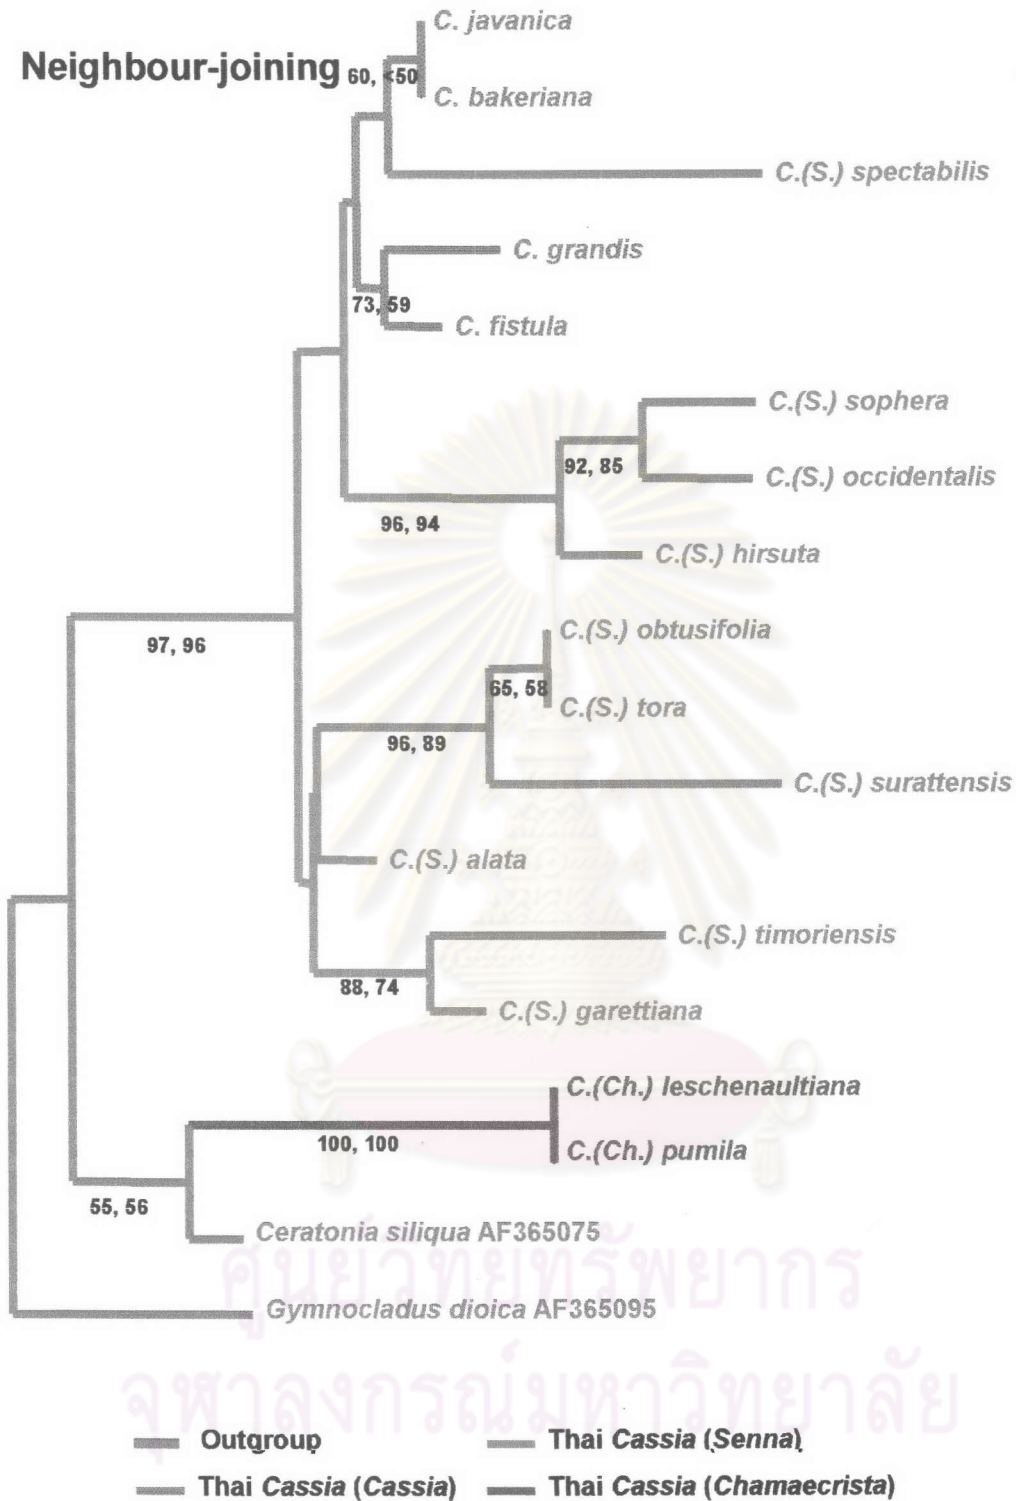 C. javanica
Neighbour-joining
60, <50
C. bakeriana
C.(S.) spectabilis
C. grandis
73, 59
C. fistula
C.(S.) sophera
92, 85
C.(S.) occidentalis
96, 94
C.(S.) hirsuta
C.(S.) obtusifolia
97, 96
65, 58
C.(S.) tora
96, 89
C.(S.) surattensis
C.(S.) alata
C.(S.) timoriensis
88, 74
C.(S.) garettiana
C.(Ch.) leschenaultiana
100, 100
C.(Ch.) pumila
55, 56
Ceratonia siliqua AF365075
ศูนย์วิทยทรัพยากร
Gymnocladus dioica AF365095
จุฬาลงกรณ์มหาวิทยาลัย
Outgroup
Thai Cassia (Senna)
Thai Cassia (Cassia)
Thai Cassia (Chamaecrista)